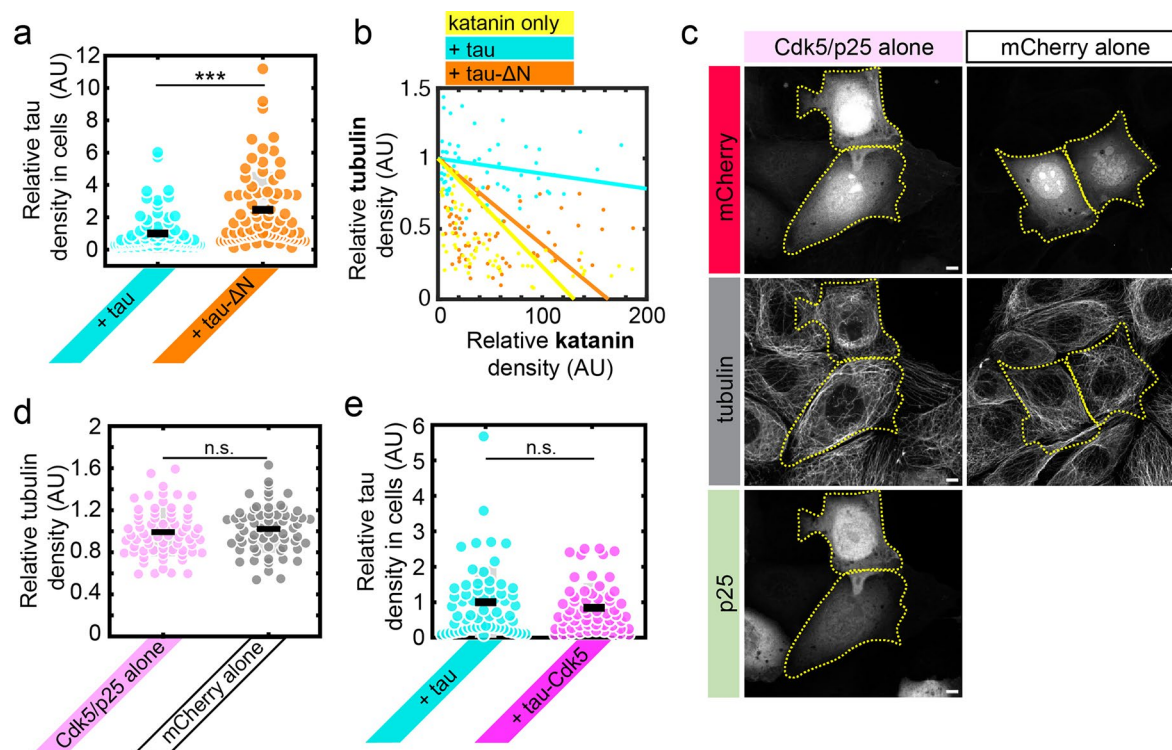 a
Relative tau
density in cells (AU)
12
10
8
6
4
2
0
***
+ tau
+ tau-ΔN
b
katanin only
+ tau
+ tau-ΔN
Relative tubulin
density (AU)
1.5
1
0.5
0
0
100
200
Relative katanin
density (AU)
c
Cdk5/p25 alone
mCherry alone
mCherry
tubulin
p25
d
Relative tubulin
density (AU)
2
1.6
1.2
0.8
0.4
0
n.s.
Cdk5/p25 alone
mCherry alone
e
Relative tau
density in cells (AU)
6
5
4
3
2
1
0
n.s.
+ tau
+ tau-Cdk5